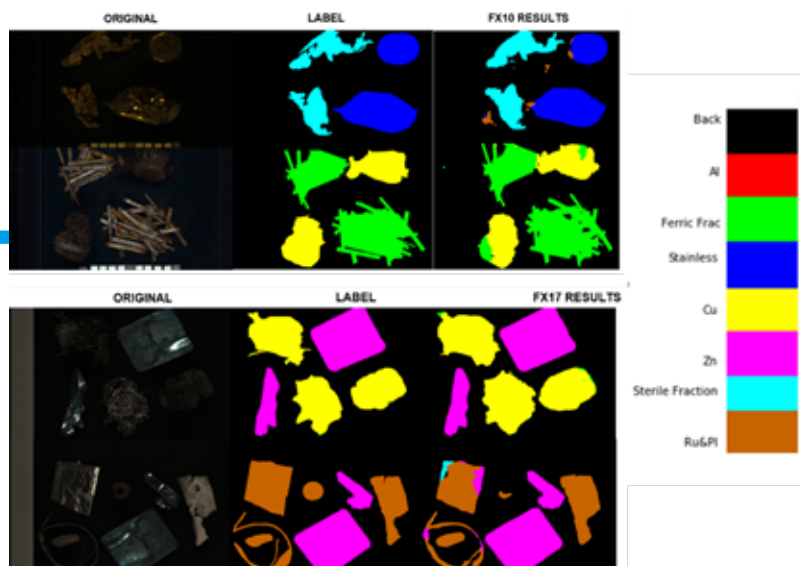 ORIGINAL LABEL FX10 RESULTS
Back
Al
Ferric Frac
Stainless
Cu
Zn
Sterile Fraction
Ru&Pl
ORIGINAL LABEL FX17 RESULTS